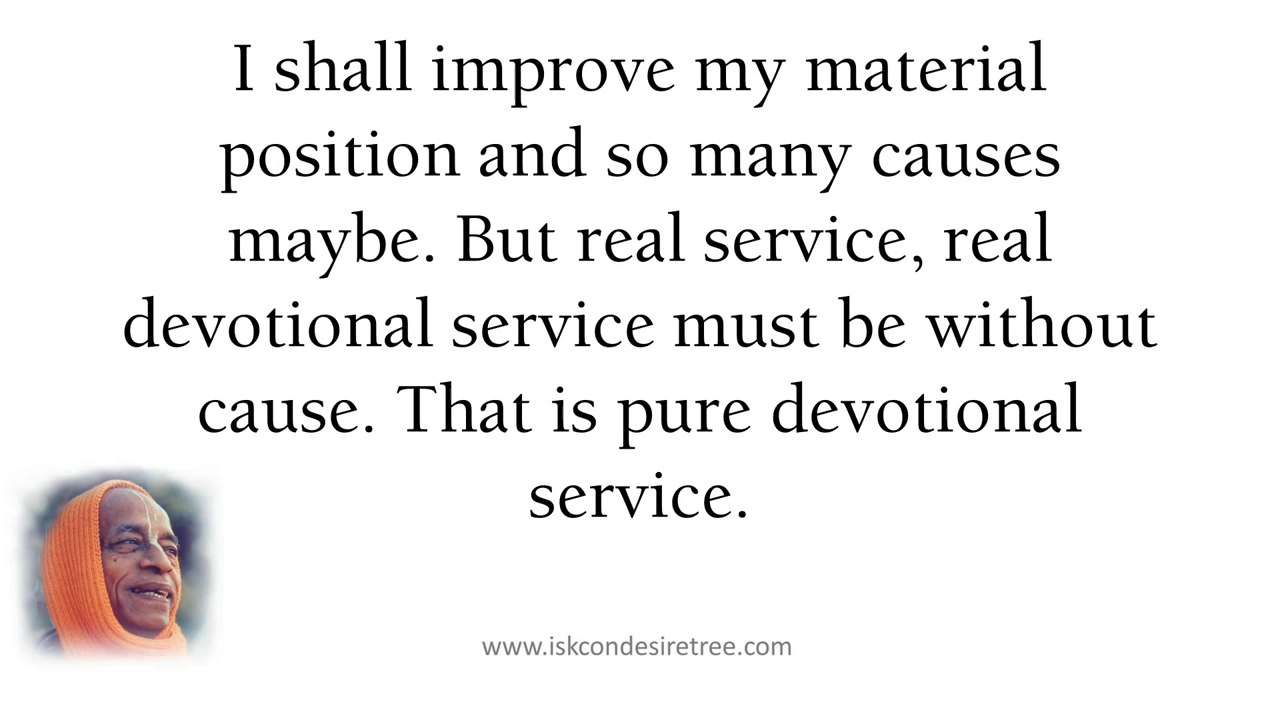 I shall improve my material
position and so many causes
maybe. But real service, real
devotional service must be without
cause. That is pure devotional
service.
www.iskcondesiretree.com